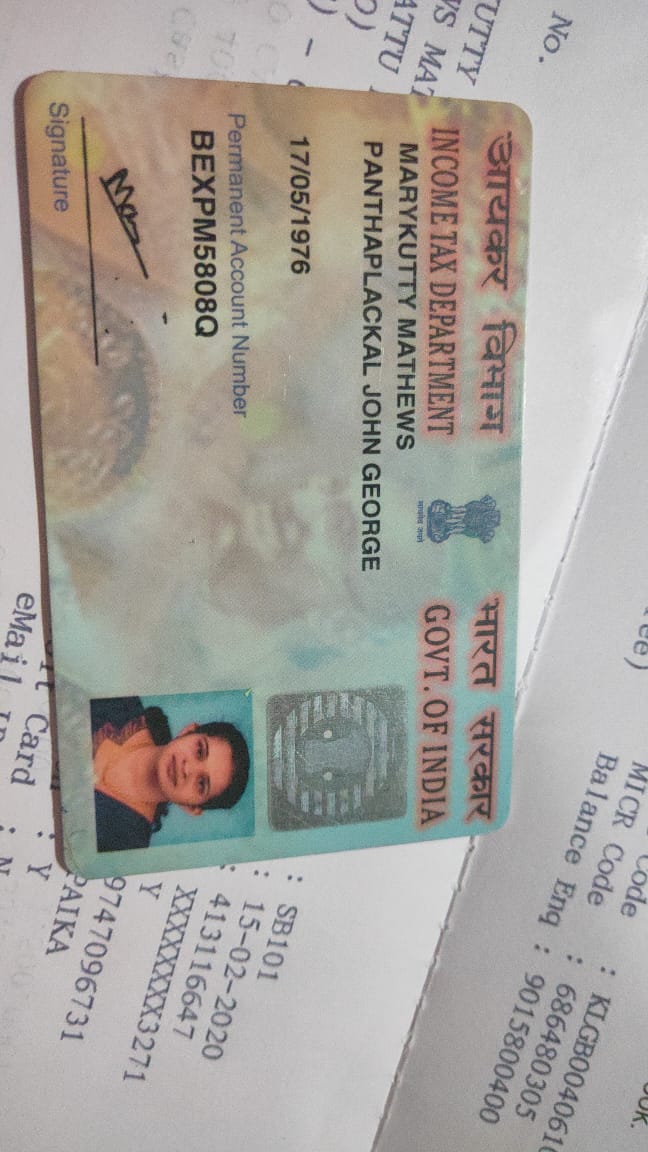 आयकर विभाग
INCOME TAX DEPARTMENT
भारत सरकार
GOVT. OF INDIA
MARYKUTTY MATHEWS
PANTHAPLACKAL JOHN GEORGE
17/05/1976
Permanent Account Number
BEXPM5808Q
Signature
No.
UTTY
ATTU
: SB101
: 15-02-2020
: 413116647
XXXXXXXX3271
Y
9747096731
PAIKA
Card : Y
eMail : N
MICR Code : 686480305
Balance Enq : 9015800400
Code : KLGB004061